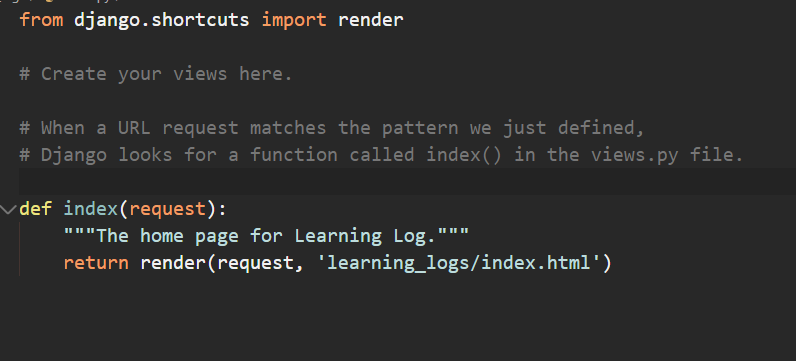 from django.shortcuts import render
# Create your views here.
# When a URL request matches the pattern we just defined,
# Django looks for a function called index() in the views.py file.
def index(request):
"""The home page for Learning Log."""
return render(request, 'learning_logs/index.html')